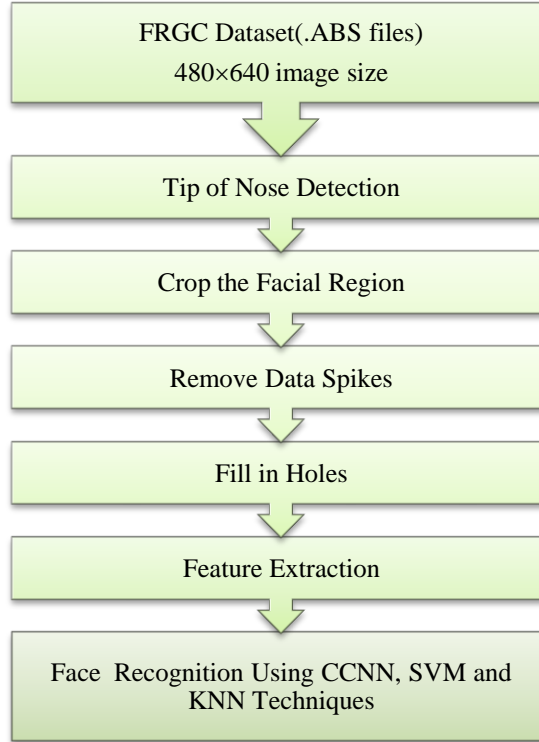 FRGC Dataset(.ABS files)
480×640 image size
Tip of Nose Detection
Crop the Facial Region
Remove Data Spikes
Fill in Holes
Feature Extraction
Face Recognition Using CCNN, SVM and
KNN Techniques